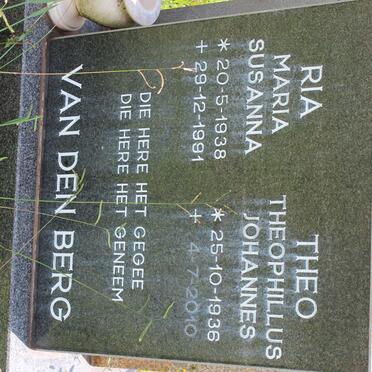 RIA
MARIA
SUSANNA
* 20-5-1938
+ 29-12-1991
THEO
THEOPHILLUS
JOHANNES
* 25-10-1936
+ 4-7-2010
DIE HERE HET GEGEE
DIE HERE HET GENEEM
VAN DEN BERG